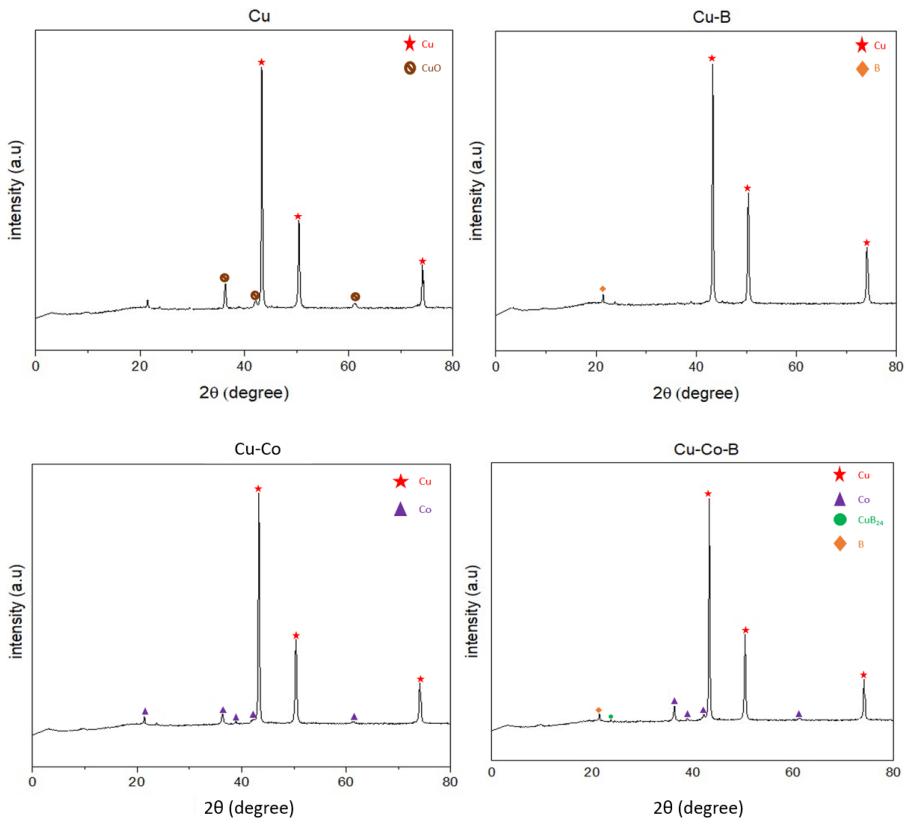 Cu
Cu
CuO
intensity (a.u)
0 20 40 60 80
2θ (degree)
Cu-B
Cu
B
intensity (a.u)
0 20 40 60 80
2θ (degree)
Cu-Co
Cu
Co
intensity (a.u)
0 20 40 60 80
2θ (degree)
Cu-Co-B
Cu
Co
CuB₂₄
B
intensity (a.u)
0 20 40 60 80
2θ (degree)